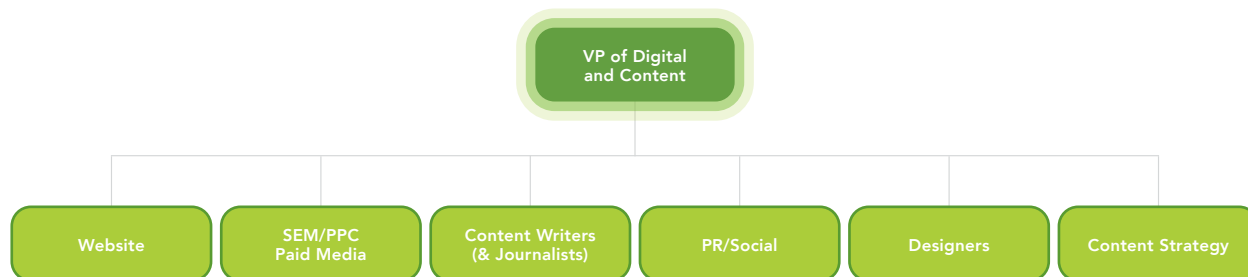 VP of Digital
and Content
Website
SEM/PPC
Paid Media
Content Writers
(& Journalists)
PR/Social
Designers
Content Strategy